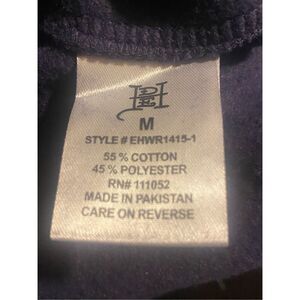 M
STYLE # EHWR1415-1
55 % COTTON
45 % POLYESTER
RN# 111052
MADE IN PAKISTAN
CARE ON REVERSE